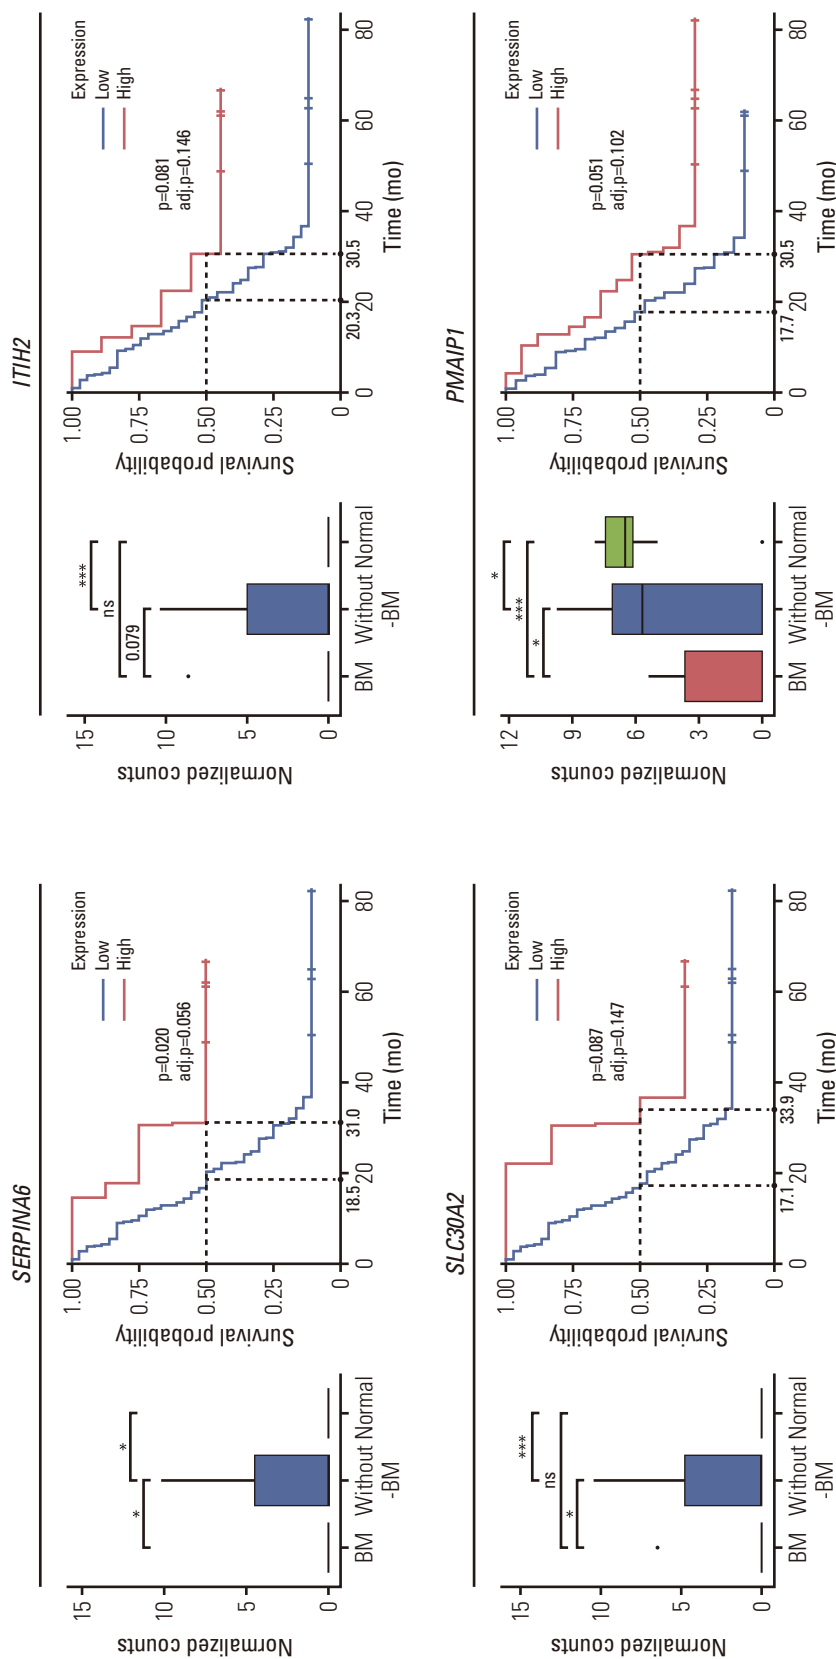 SERPINA6
Normalized counts
15
10
5
0
*
*
BM
Without
-BM
Normal
Survival probability
1.00
0.75
0.50
0.25
0
Expression
Low
High
p=0.020
adj.p=0.056
18.5
31.0
0
20
40
60
80
Time (mo)
ITIH2
Normalized counts
15
10
5
0
***
ns
0.079
BM
Without
-BM
Normal
Survival probability
1.00
0.75
0.50
0.25
0
Expression
Low
High
p=0.081
adj.p=0.146
20.3
30.5
0
20
40
60
80
Time (mo)
SLC30A2
Normalized counts
15
10
5
0
***
ns
*
BM
Without
-BM
Normal
Survival probability
1.00
0.75
0.50
0.25
0
Expression
Low
High
p=0.087
adj.p=0.147
17.1
33.9
0
20
40
60
80
Time (mo)
PMAIP1
Normalized counts
12
9
6
3
0
*
***
*
BM
Without
-BM
Normal
Survival probability
1.00
0.75
0.50
0.25
0
Expression
Low
High
p=0.051
adj.p=0.102
17.7
30.5
0
20
40
60
80
Time (mo)